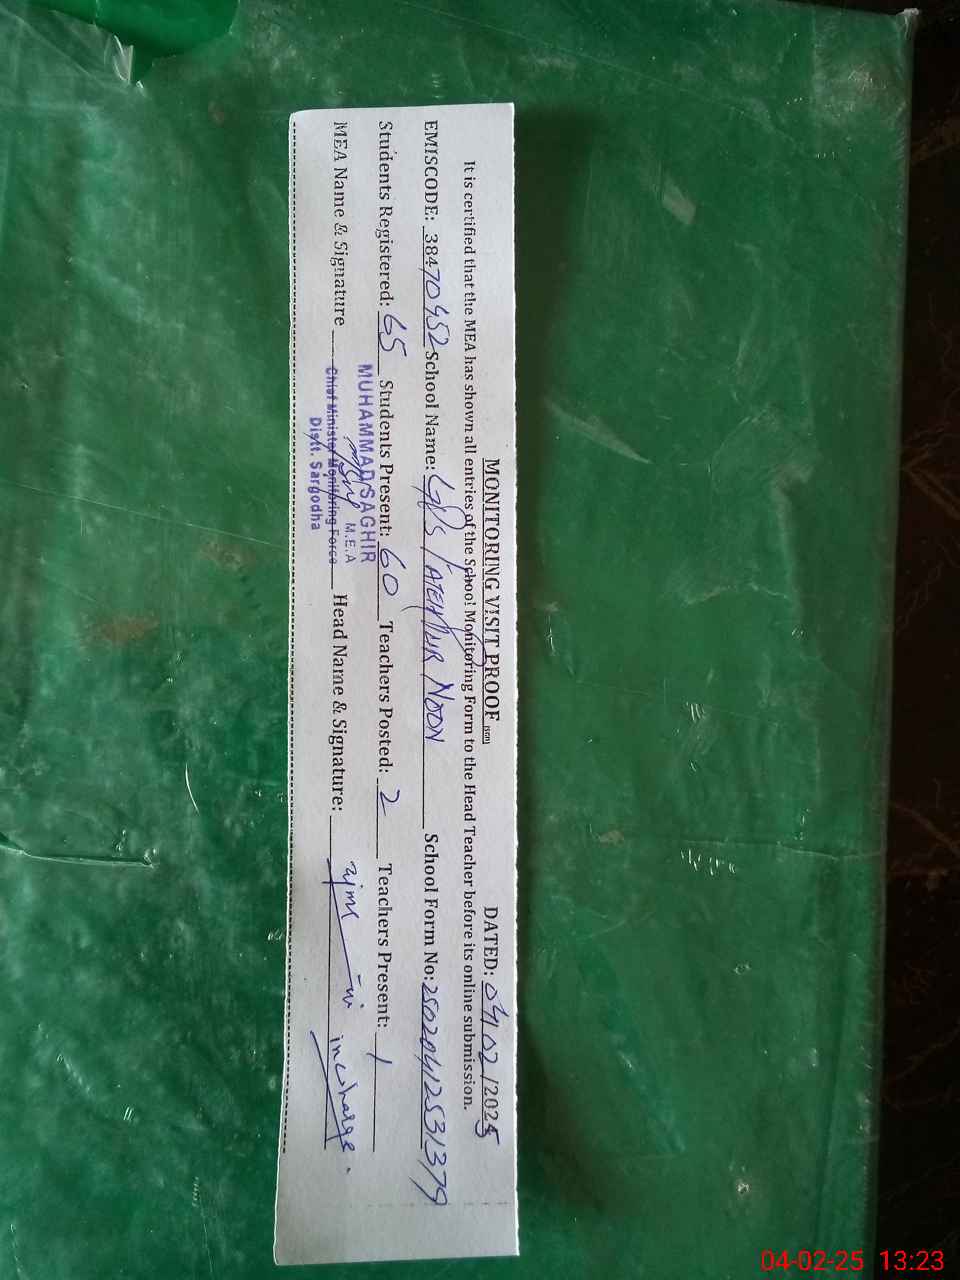 MONITORING VISIT PROOF DATED: 04/02/2025
It is certified that the MEA has shown all entries of the School Monitoring Form to the Head Teacher before its online submission.
EMISCODE: 38470452 School Name: GPS FATEHPUR NOON School Form No: 25020412531379
Students Registered: 65 Students Present: 60 Teachers Posted: 2 Teachers Present: 1
MEA Name & Signature Head Name & Signature: incharge.
MUHAMMAD SAGHIR
M.E.A
Chief Minister Monitoring Force
Distt. Sargodha
04-02-25 13:23